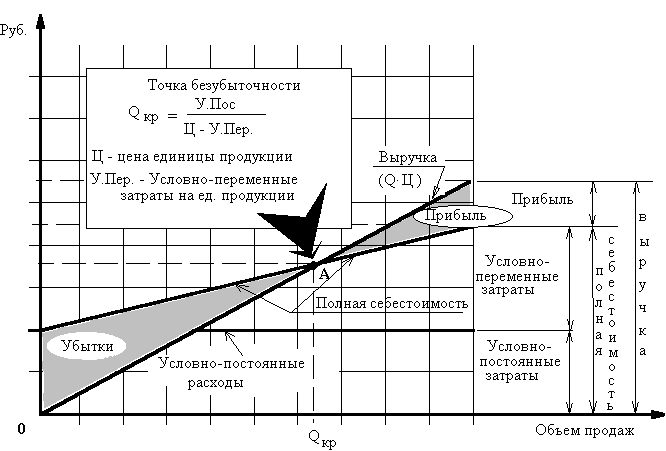 Руб.
Точка безубыточности
Q кр = У.Пос
Ц - У.Пер.
Ц - цена единицы продукции
У.Пер. - Условно-переменные
затраты на ед. продукции
Выручка
(Q· Ц )
Прибыль
Прибыль
А
Полная себестоимость
Убытки
Условно-постоянные
расходы
Условно-
переменные
затраты
Условно-
постоянные
затраты
полная
себестоимость
выручка
0
Qкр
Объем продаж